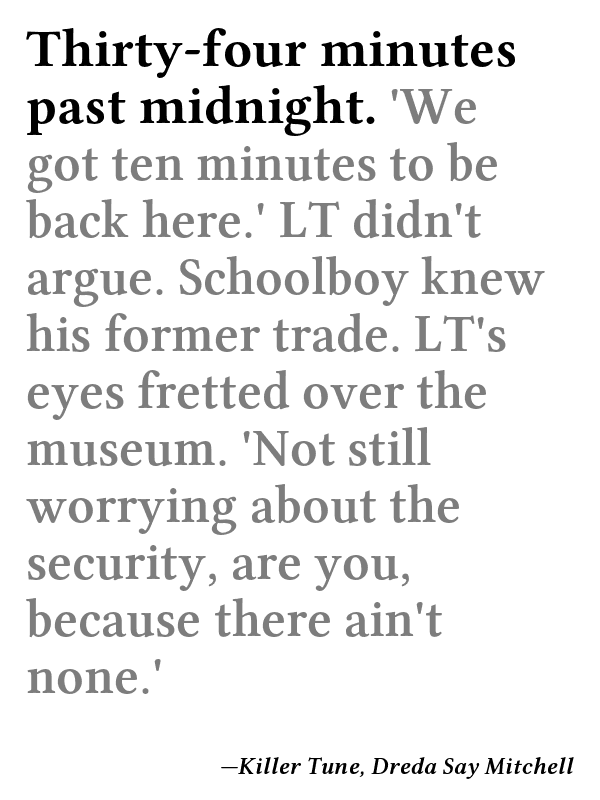 Thirty-four minutes
past midnight. 'We
got ten minutes to be
back here.' LT didn't
argue. Schoolboy knew
his former trade. LT's
eyes fretted over the
museum. 'Not still
worrying about the
security, are you,
because there ain't
none.'
—Killer Tune, Dreda Say Mitchell